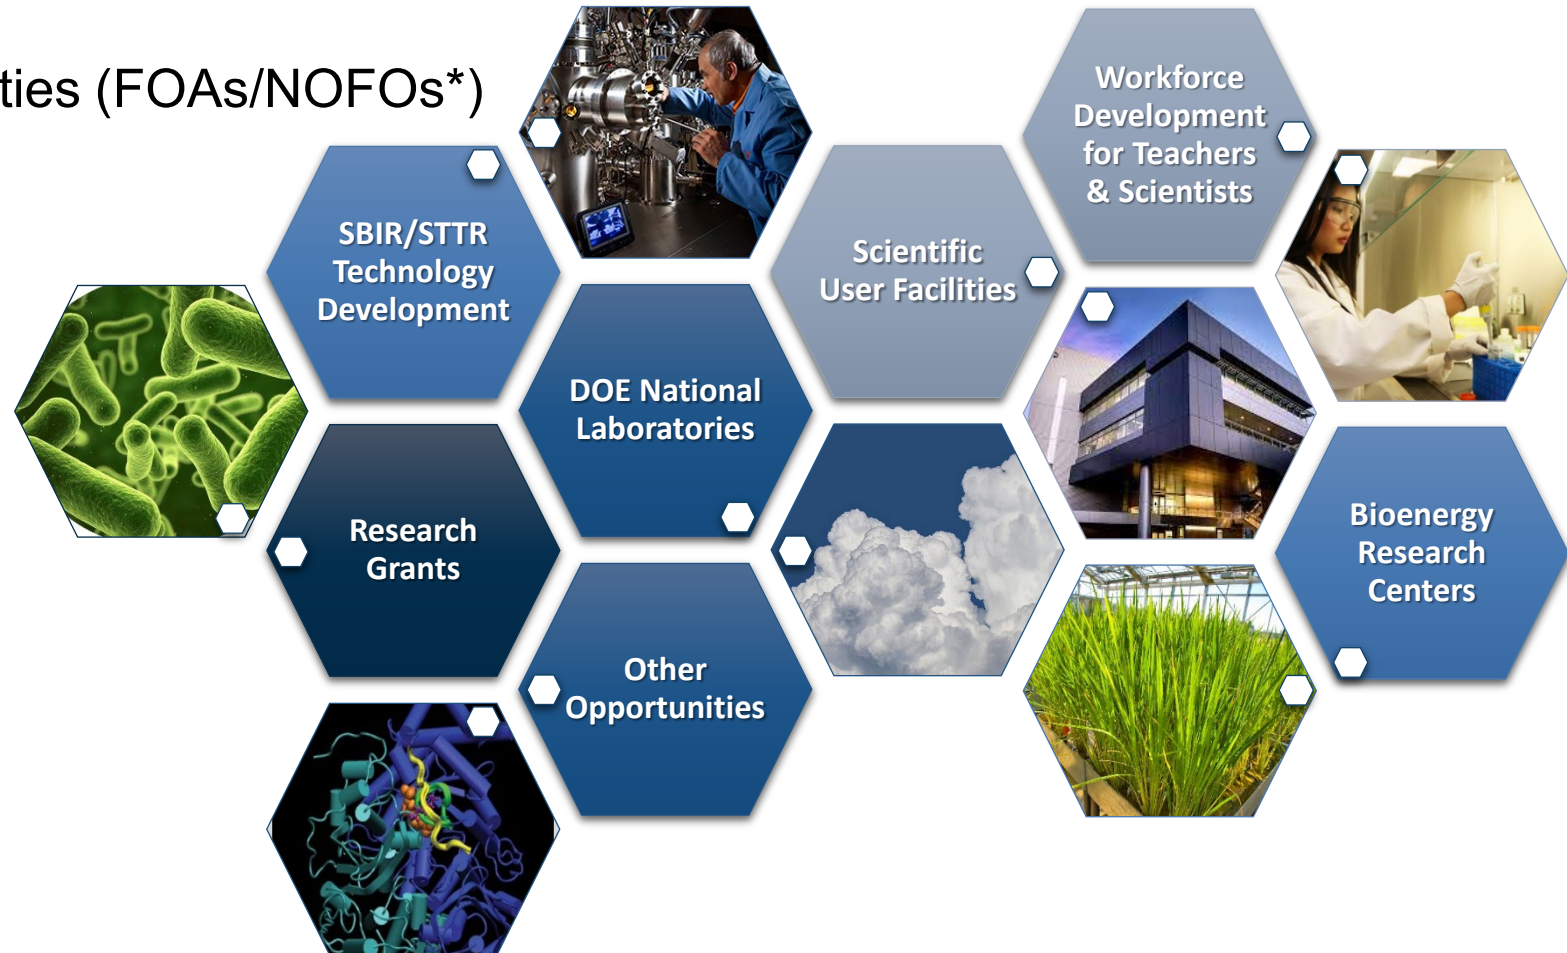 ties (FOAs/NOFOs*)
Workforce
Development
for Teachers
& Scientists
SBIR/STTR
Technology
Development
Scientific
User Facilities
DOE National
Laboratories
Research
Grants
Bioenergy
Research
Centers
Other
Opportunities